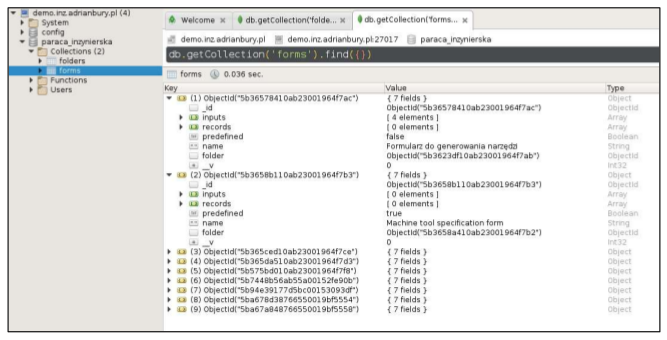 demo.inz.adrianbury.pl (4)
System
config
paraca_inzynierska
Collections (2)
folders
forms
Functions
Users
Welcome × db.getCollection('folde... × db.getCollection('forms... ×
demo.inz.adrianbury.pl demo.inz.adrianbury.pl:27017 paraca_inzynierska
db.getCollection('forms').find({})
forms 0.036 sec.
Key Value Type
(1) ObjectId("5b36578410ab23001964f7ac") { 7 fields } Object
_id ObjectId("5b36578410ab23001964f7ac") ObjectId
inputs [ 4 elements ] Array
records [ 0 elements ] Array
predefined false Boolean
name Formularz do generowania narzędzi String
folder ObjectId("5b3623df10ab23001964f7ab") ObjectId
__v 0 Int32
(2) ObjectId("5b3658b110ab23001964f7b3") { 7 fields } Object
_id ObjectId("5b3658b110ab23001964f7b3") ObjectId
inputs [ 0 elements ] Array
records [ 0 elements ] Array
predefined true Boolean
name Machine tool specification form String
folder ObjectId("5b3658a410ab23001964f7b2") ObjectId
__v 0 Int32
(3) ObjectId("5b365ced10ab23001964f7ce") { 7 fields } Object
(4) ObjectId("5b365da510ab23001964f7d3") { 7 fields } Object
(5) ObjectId("5b575bd010ab23001964f7f8") { 7 fields } Object
(6) ObjectId("5b7448b56ab55a00152fe90b") { 7 fields } Object
(7) ObjectId("5b94e39177d5bc00153093df") { 7 fields } Object
(8) ObjectId("5ba678d38766550019bf5554") { 7 fields } Object
(9) ObjectId("5ba67a848766550019bf5558") { 7 fields } Object